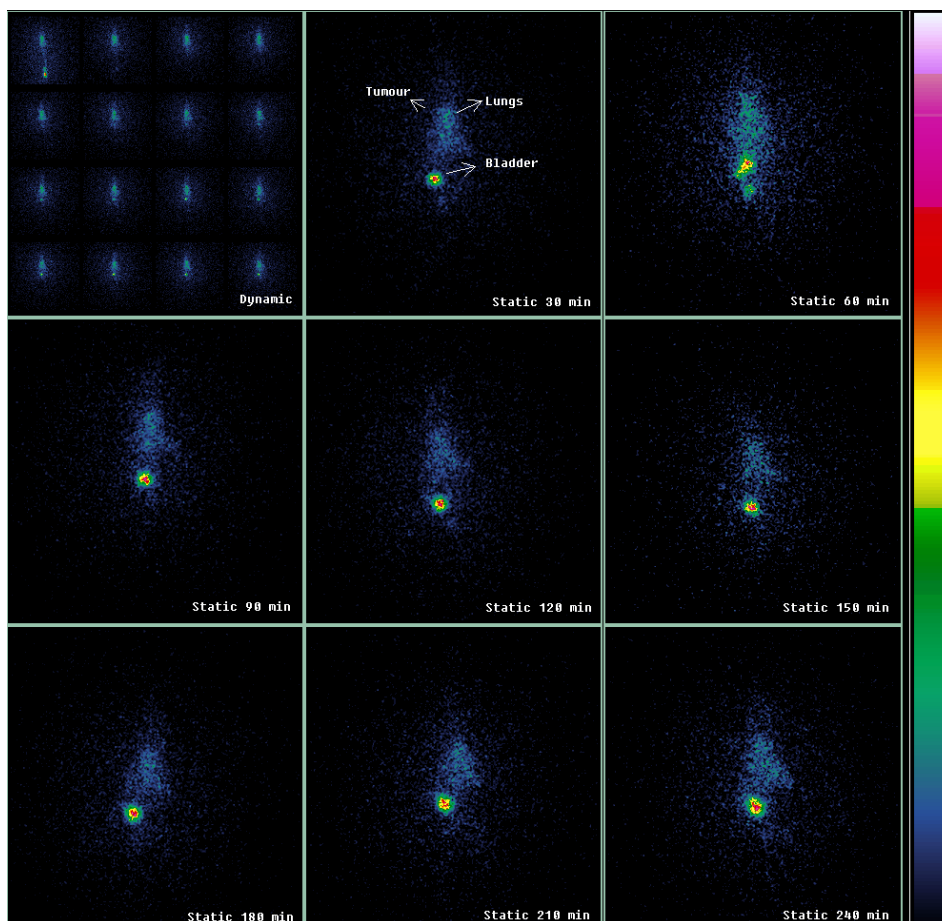 Dynamic
Tumour
Lungs
Bladder
Static 30 min
Static 60 min
Static 90 min
Static 120 min
Static 150 min
Static 180 min
Static 210 min
Static 240 min